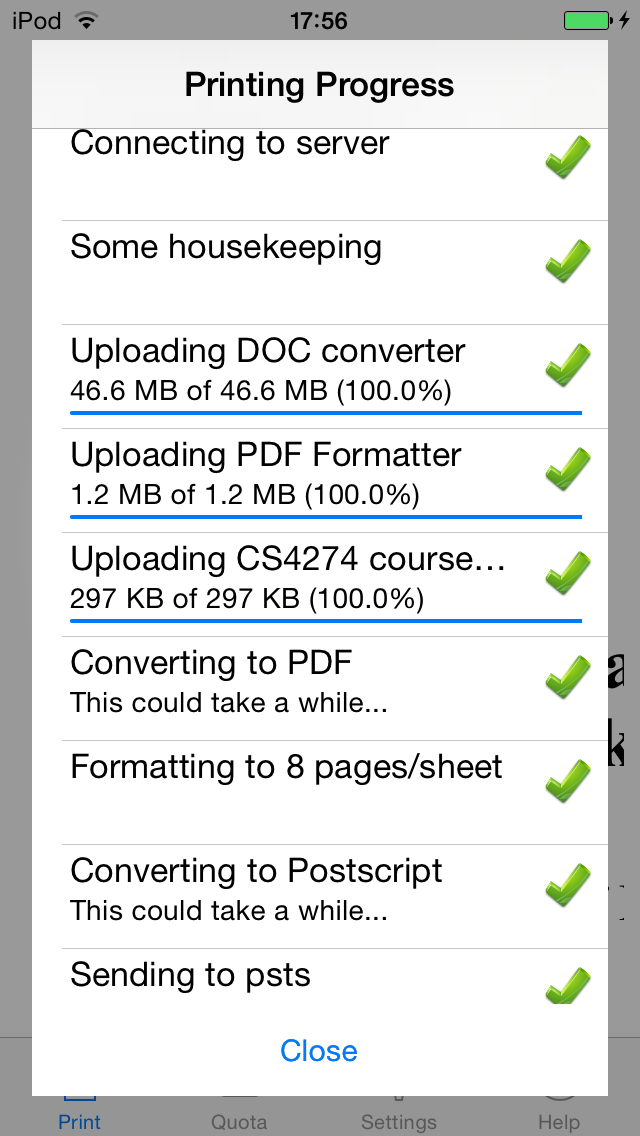 iPod 17:56
Printing Progress
Connecting to server
Some housekeeping
Uploading DOC converter
46.6 MB of 46.6 MB (100.0%)
Uploading PDF Formatter
1.2 MB of 1.2 MB (100.0%)
Uploading CS4274 course...
297 KB of 297 KB (100.0%)
Converting to PDF
This could take a while...
Formatting to 8 pages/sheet
Converting to Postscript
This could take a while...
Sending to psts
Close
Print Quota Settings Help